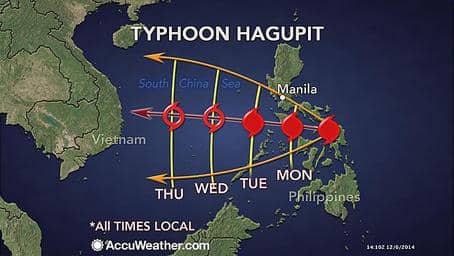 TYPHOON HAGUPIT
South China Sea
Manila
Vietnam
Philippines
THU WED TUE MON
*All TIMES LOCAL
AccuWeather.com
14:10Z 12/6/2014